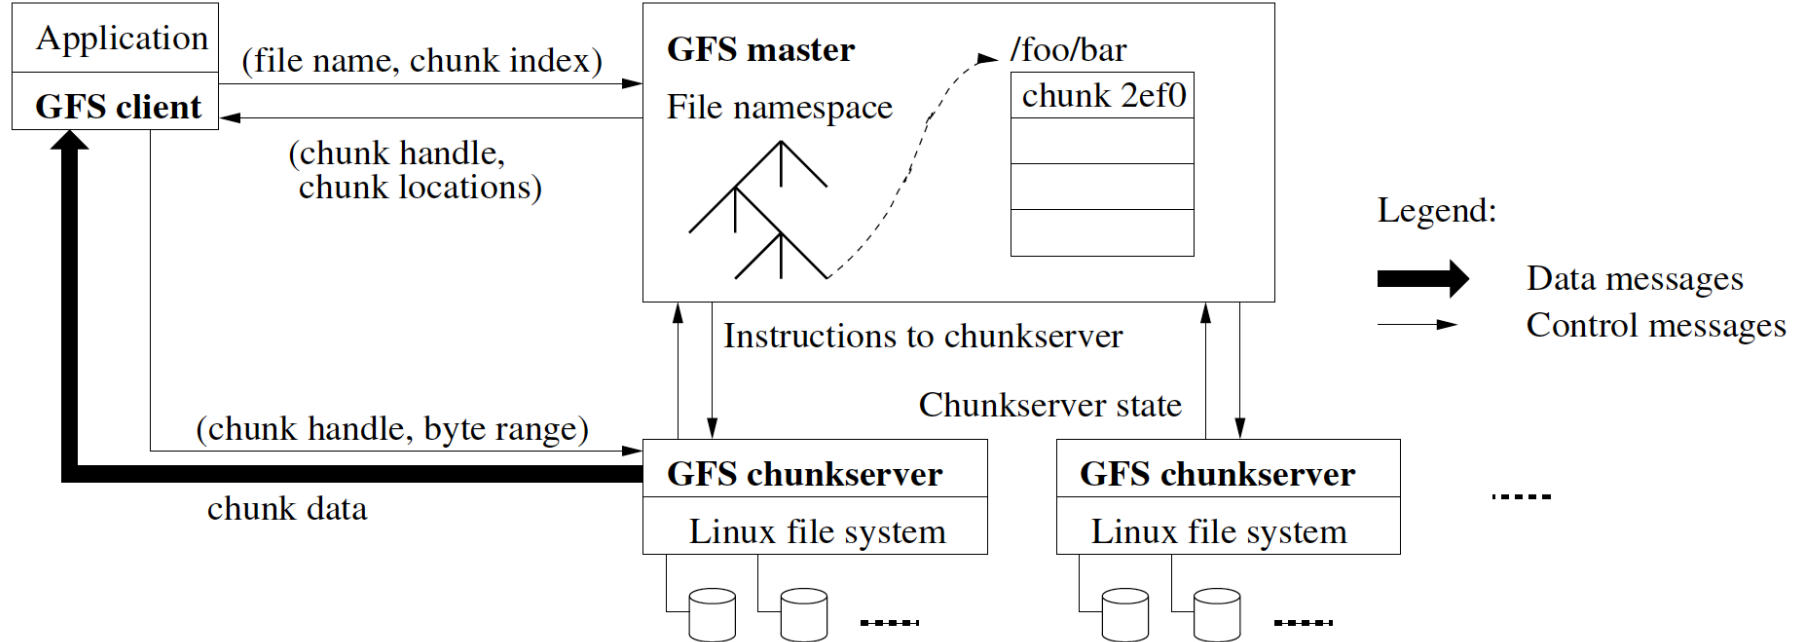 Application
GFS client
(file name, chunk index)
(chunk handle,
chunk locations)
GFS master
File namespace
/foo/bar
chunk 2ef0
Legend:
Data messages
Control messages
Instructions to chunkserver
Chunkserver state
(chunk handle, byte range)
chunk data
GFS chunkserver
Linux file system
GFS chunkserver
Linux file system